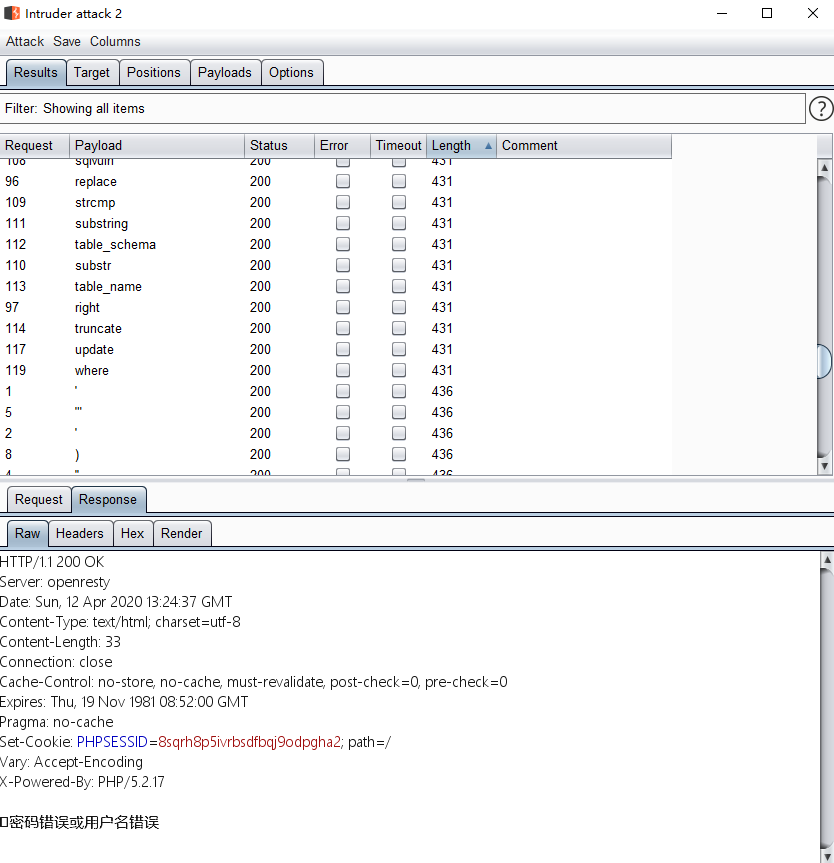 Intruder attack 2
Attack Save Columns
Results Target Positions Payloads Options
Filter: Showing all items ?
Request Payload Status Error Timeout Length Comment
108 sqlvuln 200 431
96 replace 200 431
109 strcmp 200 431
111 substring 200 431
112 table_schema 200 431
110 substr 200 431
113 table_name 200 431
97 right 200 431
114 truncate 200 431
117 update 200 431
119 where 200 431
1 ' 200 436
5 '" 200 436
2 ' 200 436
8 ) 200 436
4 " 200 436
Request Response
Raw Headers Hex Render
HTTP/1.1 200 OK
Server: openresty
Date: Sun, 12 Apr 2020 13:24:37 GMT
Content-Type: text/html; charset=utf-8
Content-Length: 33
Connection: close
Cache-Control: no-store, no-cache, must-revalidate, post-check=0, pre-check=0
Expires: Thu, 19 Nov 1981 08:52:00 GMT
Pragma: no-cache
Set-Cookie: PHPSESSID=8sqrh8p5ivrbsdfbqj9odpgha2; path=/
Vary: Accept-Encoding
X-Powered-By: PHP/5.2.17
密码错误或用户名错误